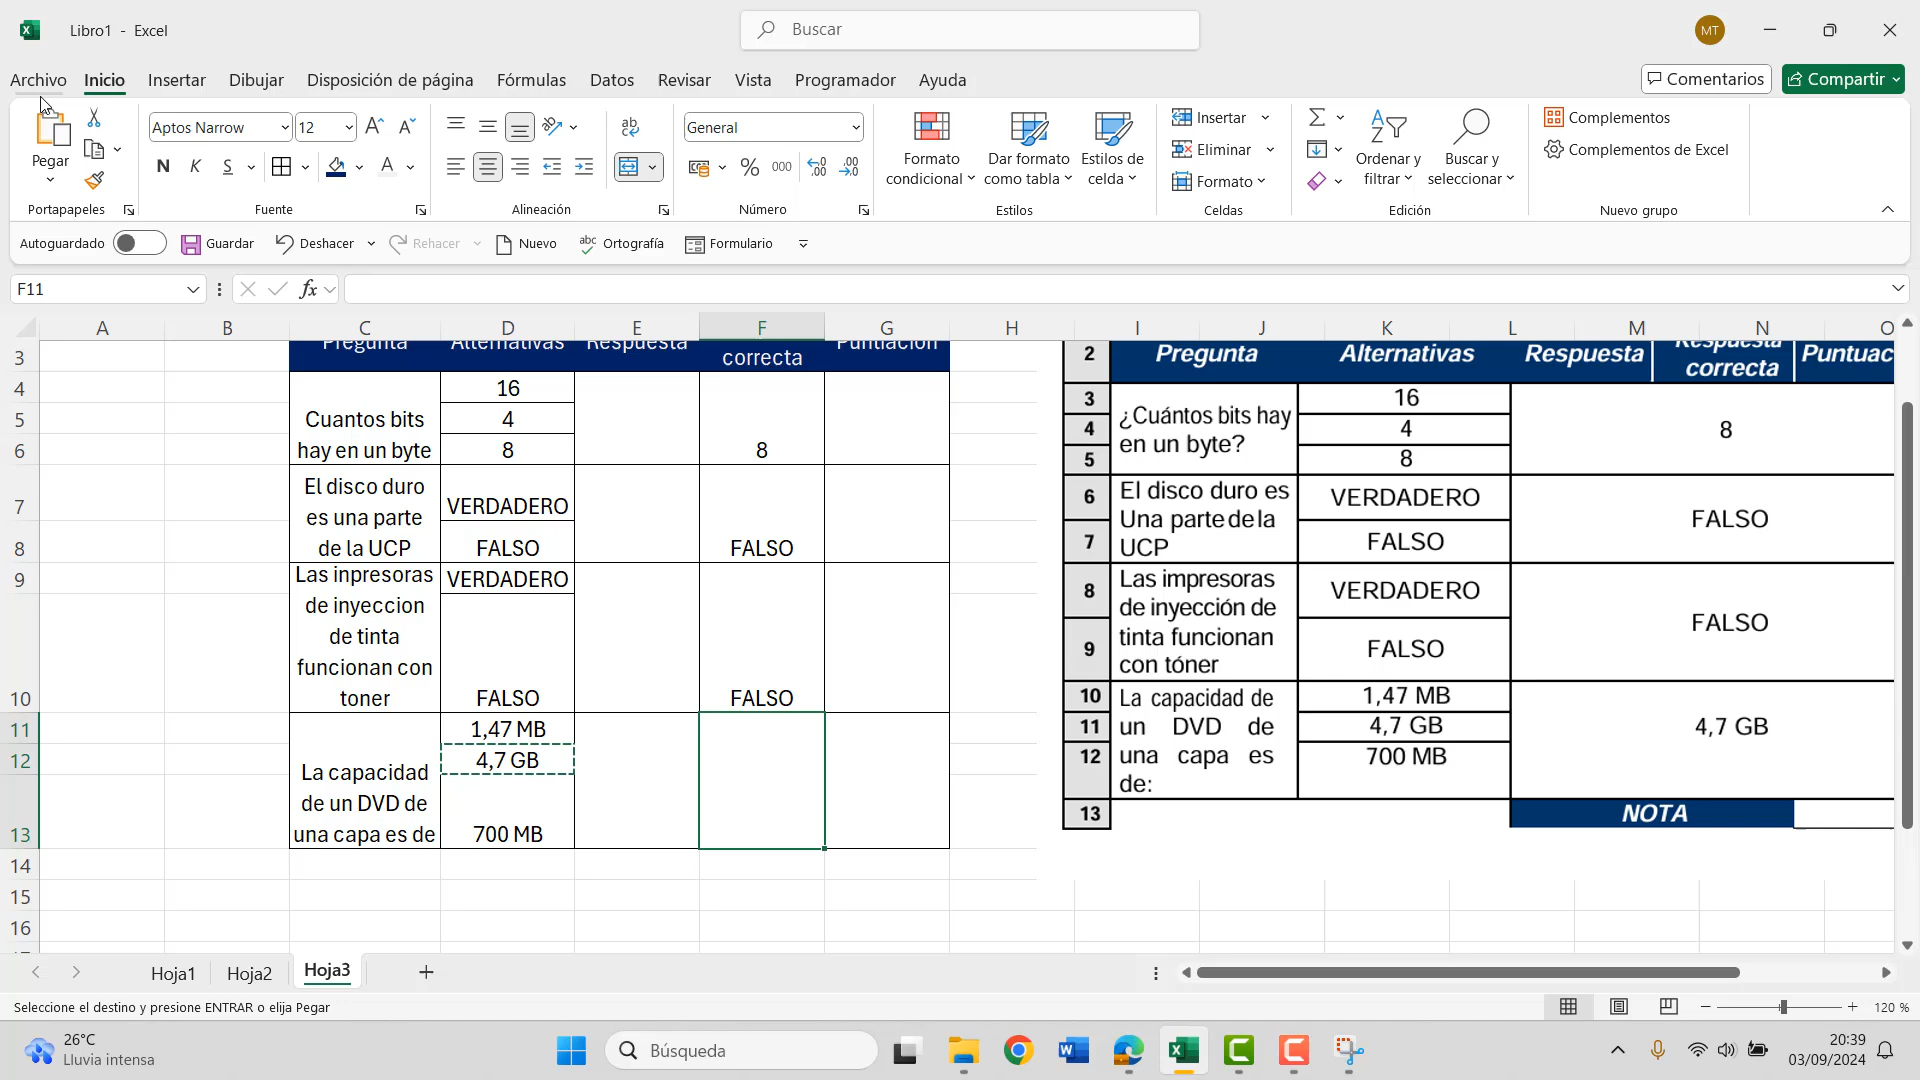 Libro1 - Excel
Buscar
MT
Archivo Inicio Insertar Dibujar Disposición de página Fórmulas Datos Revisar Vista Programador Ayuda
Comentarios Compartir
Pegar
Portapapeles
Aptos Narrow 12
N K S
Fuente
Alineación
General
% 000
Número
Formato condicional
Dar formato como tabla
Estilos de celda
Estilos
Insertar
Eliminar
Formato
Celdas
Ordenar y filtrar
Buscar y seleccionar
Edición
Complementos
Complementos de Excel
Nuevo grupo
Autoguardado Guardar Deshacer Rehacer Nuevo Ortografía Formulario
F11 fx
A B C D E F G H I J K L M N O
3 Pregunta Alternativas Respuesta correcta Puntuación
4 16
5 Cuantos bits 4
6 hay en un byte 8 8
El disco duro
7 es una parte VERDADERO
8 de la UCP FALSO FALSO
9 Las inpresoras VERDADERO
de inyeccion
de tinta
funcionan con
10 toner FALSO FALSO
11 1,47 MB
12 La capacidad 4,7 GB
de un DVD de
13 una capa es de 700 MB
14
15
16
2 Pregunta Alternativas Respuesta Respuesta correcta Puntuac
3 ¿Cuántos bits hay 16
4 en un byte? 4 8
5 8
6 El disco duro es VERDADERO
Una parte de la FALSO
7 UCP FALSO
8 Las impresoras VERDADERO
de inyección de FALSO
tinta funcionan
9 con tóner FALSO
10 La capacidad de 1,47 MB
11 un DVD de 4,7 GB 4,7 GB
12 una capa es 700 MB
de:
13 NOTA
Hoja1 Hoja2 Hoja3
Seleccione el destino y presione ENTRAR o elija Pegar
120 %
26°C
Lluvia intensa
Búsqueda
20:39
03/09/2024